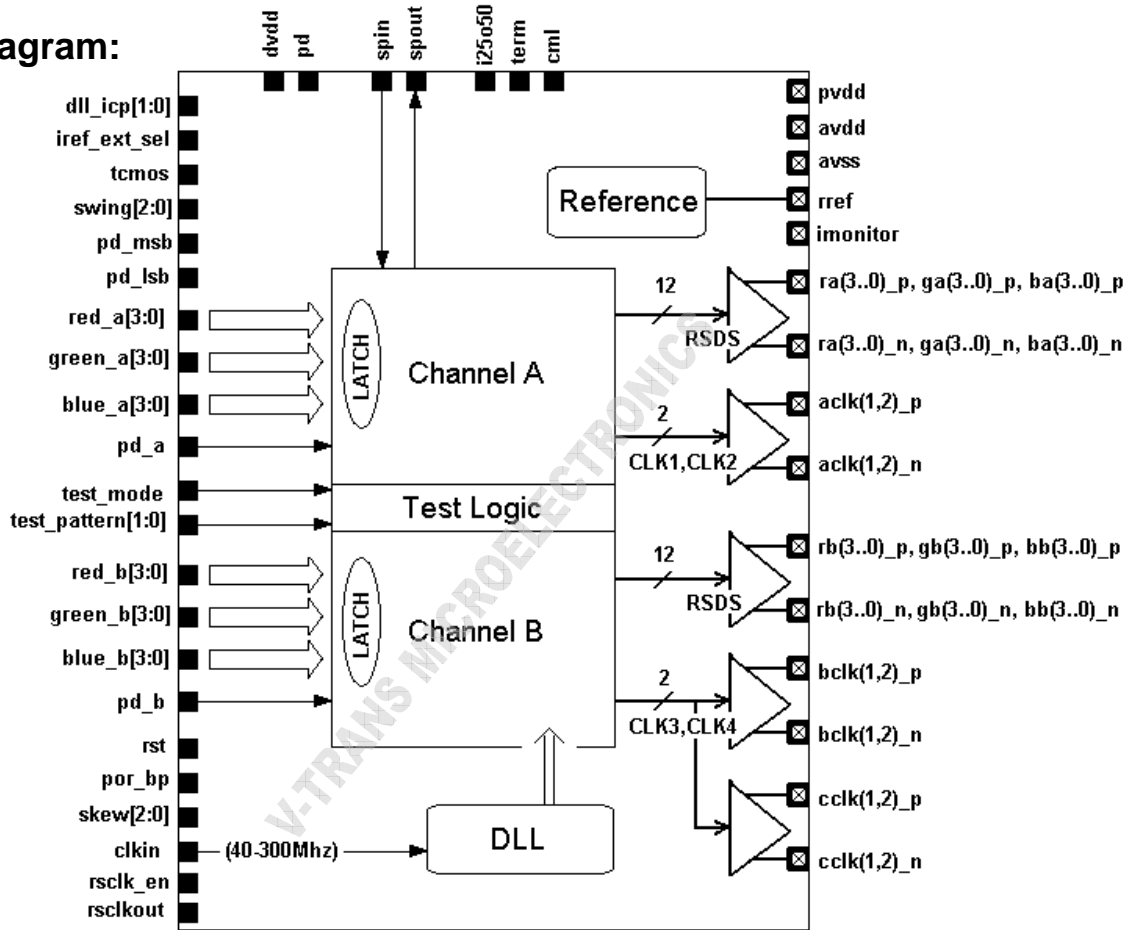 agram:
dvdd
pd
spin
spout
i25o50
term
cml
dll_icp[1:0]
iref_ext_sel
tcmos
swing[2:0]
pd_msb
pd_lsb
red_a[3:0]
green_a[3:0]
blue_a[3:0]
pd_a
test_mode
test_pattern[1:0]
red_b[3:0]
green_b[3:0]
blue_b[3:0]
pd_b
rst
por_bp
skew[2:0]
clkin
rsclk_en
rsclkout
(40-300Mhz)
Reference
LATCH
Channel A
Test Logic
LATCH
Channel B
DLL
12
RSDS
2
CLK1,CLK2
12
RSDS
2
CLK3,CLK4
pvdd
avdd
avss
rref
imonitor
ra(3..0)_p, ga(3..0)_p, ba(3..0)_p
ra(3..0)_n, ga(3..0)_n, ba(3..0)_n
aclk(1,2)_p
aclk(1,2)_n
rb(3..0)_p, gb(3..0)_p, bb(3..0)_p
rb(3..0)_n, gb(3..0)_n, bb(3..0)_n
bclk(1,2)_p
bclk(1,2)_n
cclk(1,2)_p
cclk(1,2)_n
V-TRANS MICROELECTRONICS